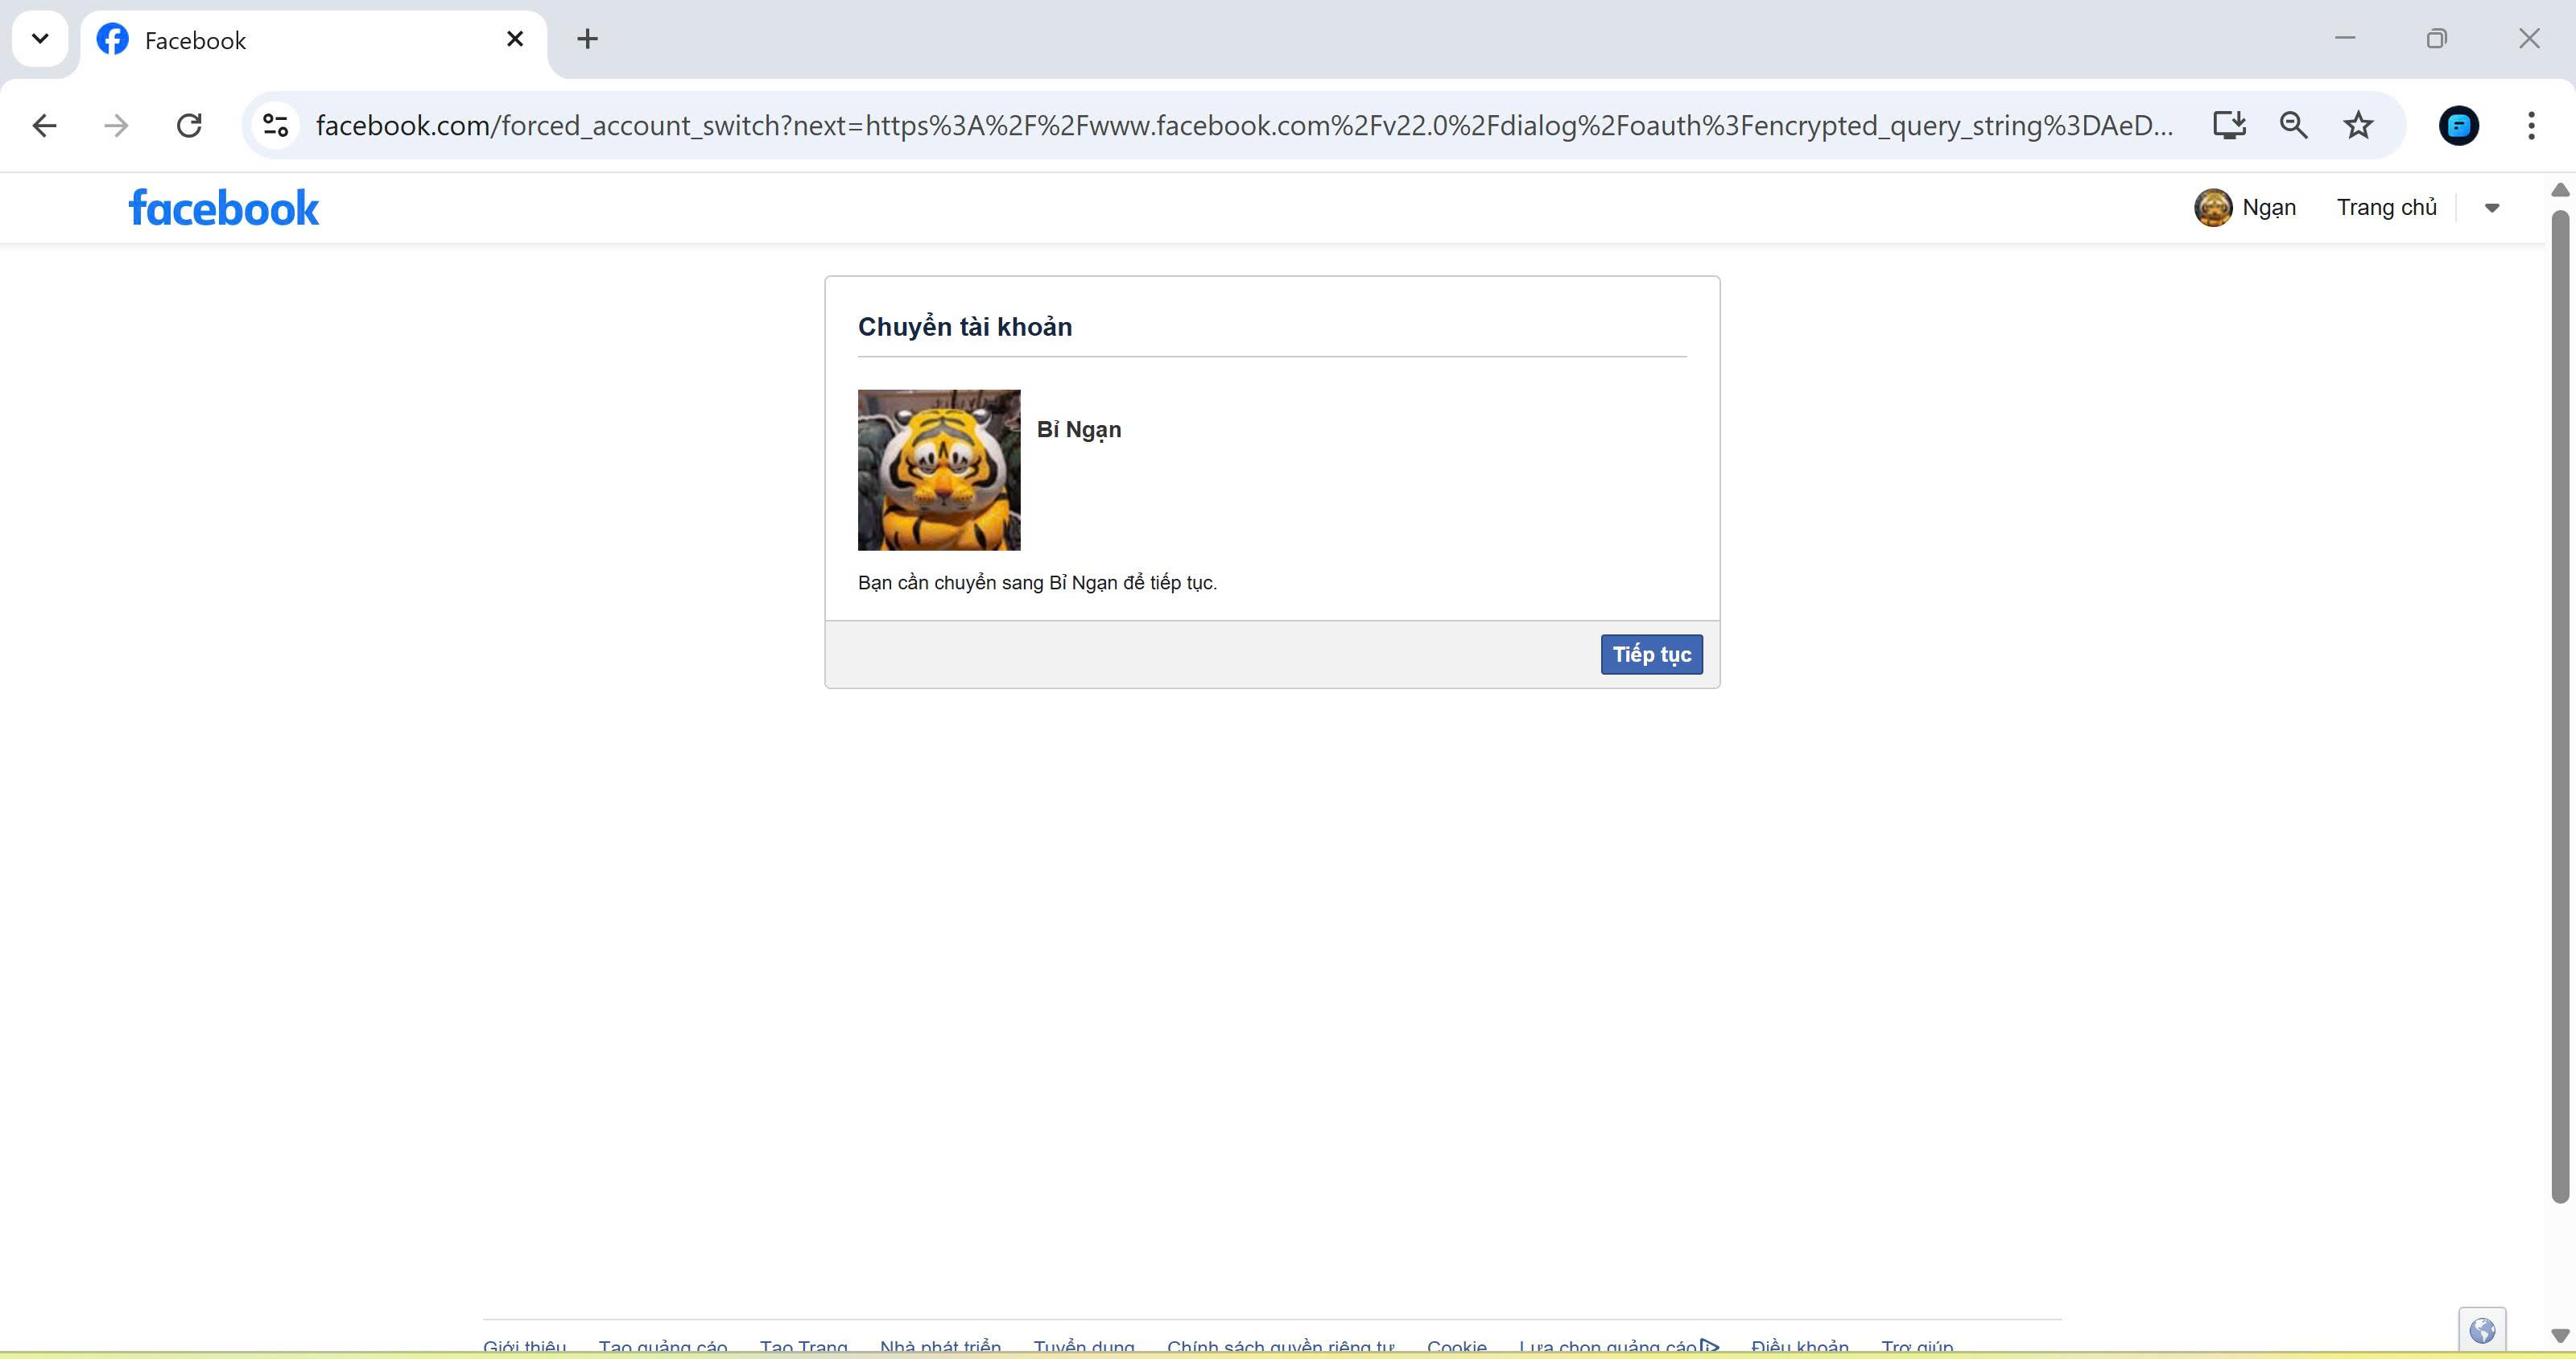 Facebook
facebook.com/forced_account_switch?next=https%3A%2F%2Fwww.facebook.com%2Fv22.0%2Fdialog%2Foauth%3Fencrypted_query_string%3DAeD...
facebook
Ngạn
Trang chủ
Chuyển tài khoản
Bỉ Ngạn
Bạn cần chuyển sang Bỉ Ngạn để tiếp tục.
Tiếp tục
Giới thiệu Tạo quảng cáo Tạo Trang Nhà phát triển Tuyển dụng Chính sách quyền riêng tư Cookie Lựa chọn quảng cáo Điều khoản Trợ giúp